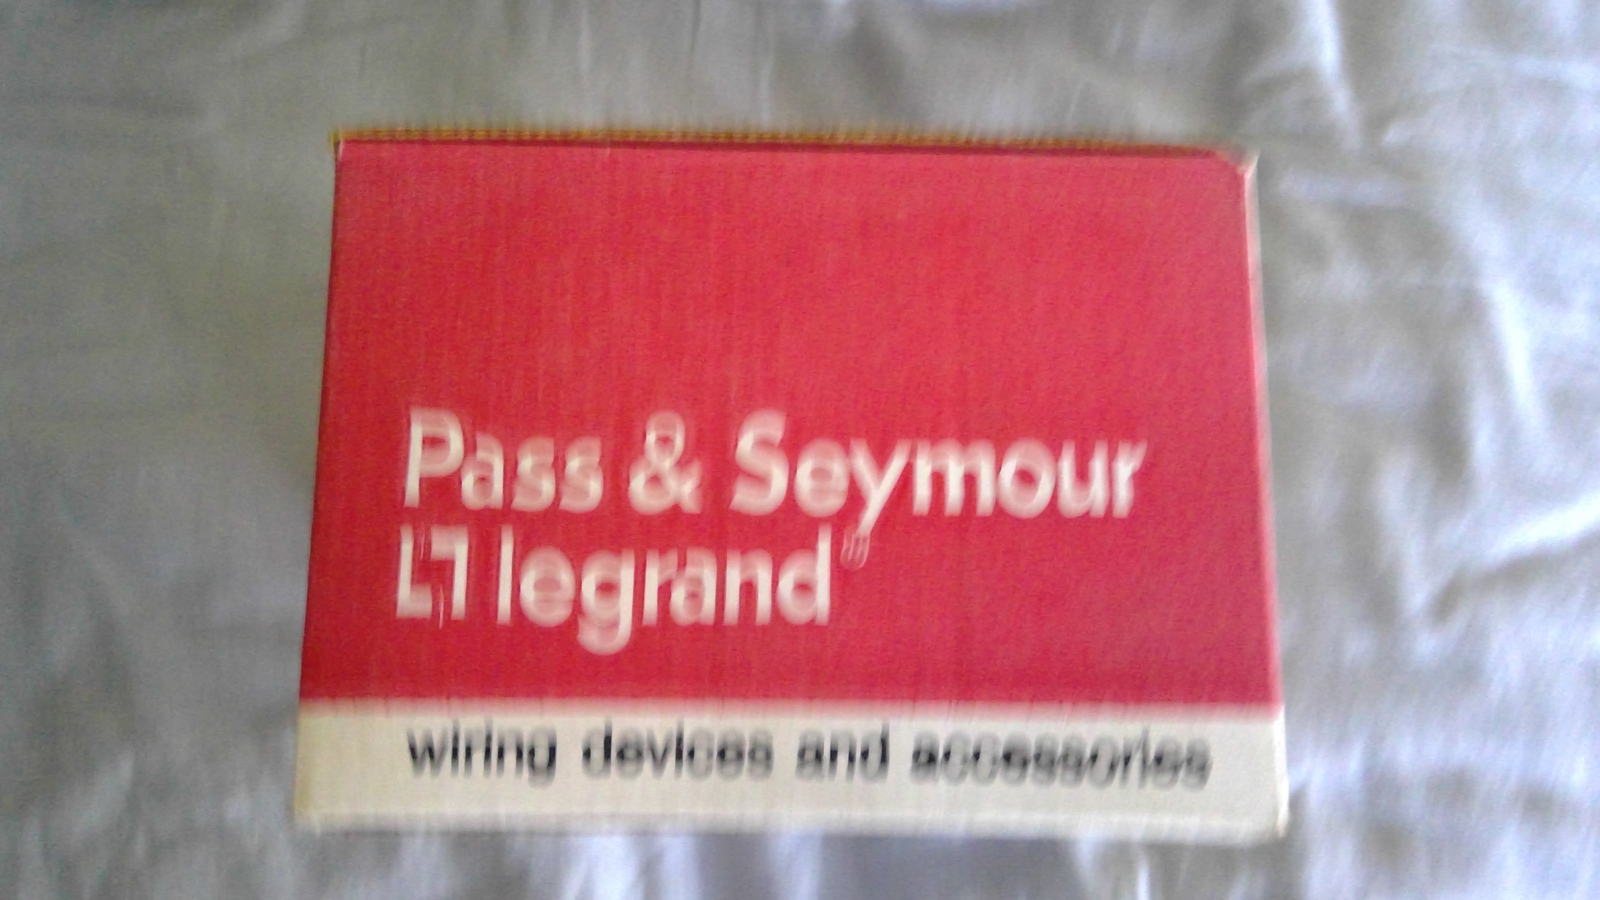 Pass & Seymour
legrand®
wiring devices and accessories